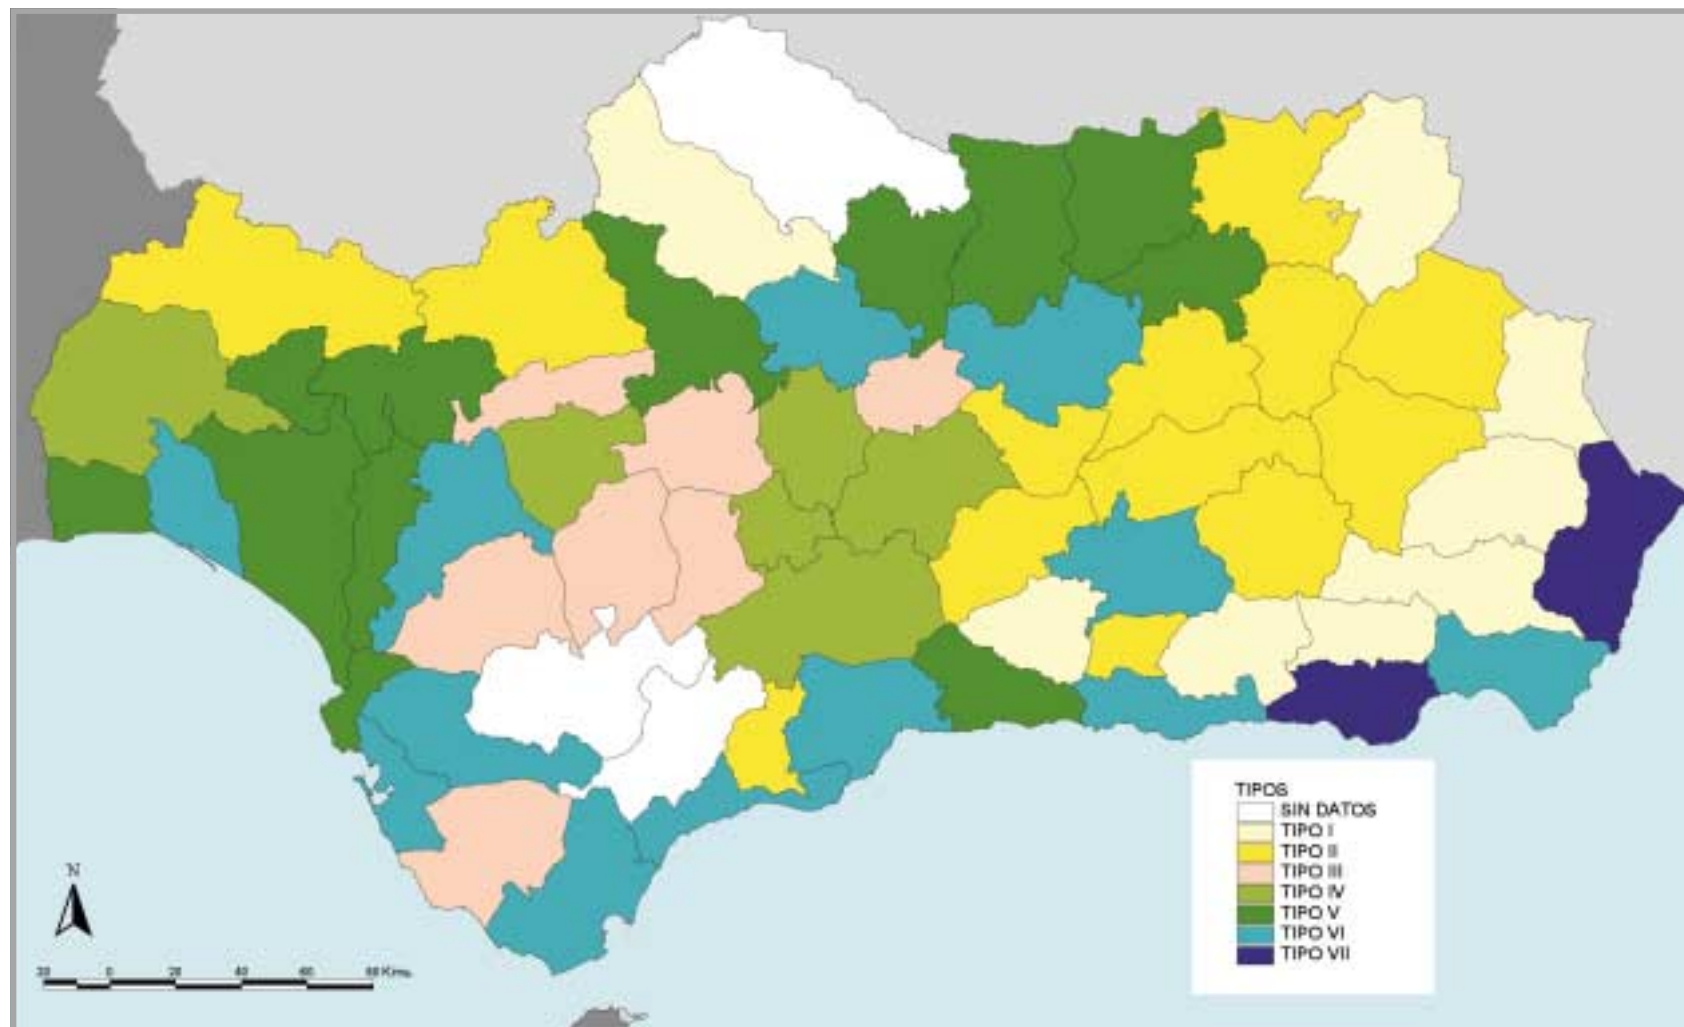 TIPOS
SIN DATOS
TIPO I
TIPO II
TIPO III
TIPO IV
TIPO V
TIPO VI
TIPO VII
N
20 0 20 40 60 80 Kms.